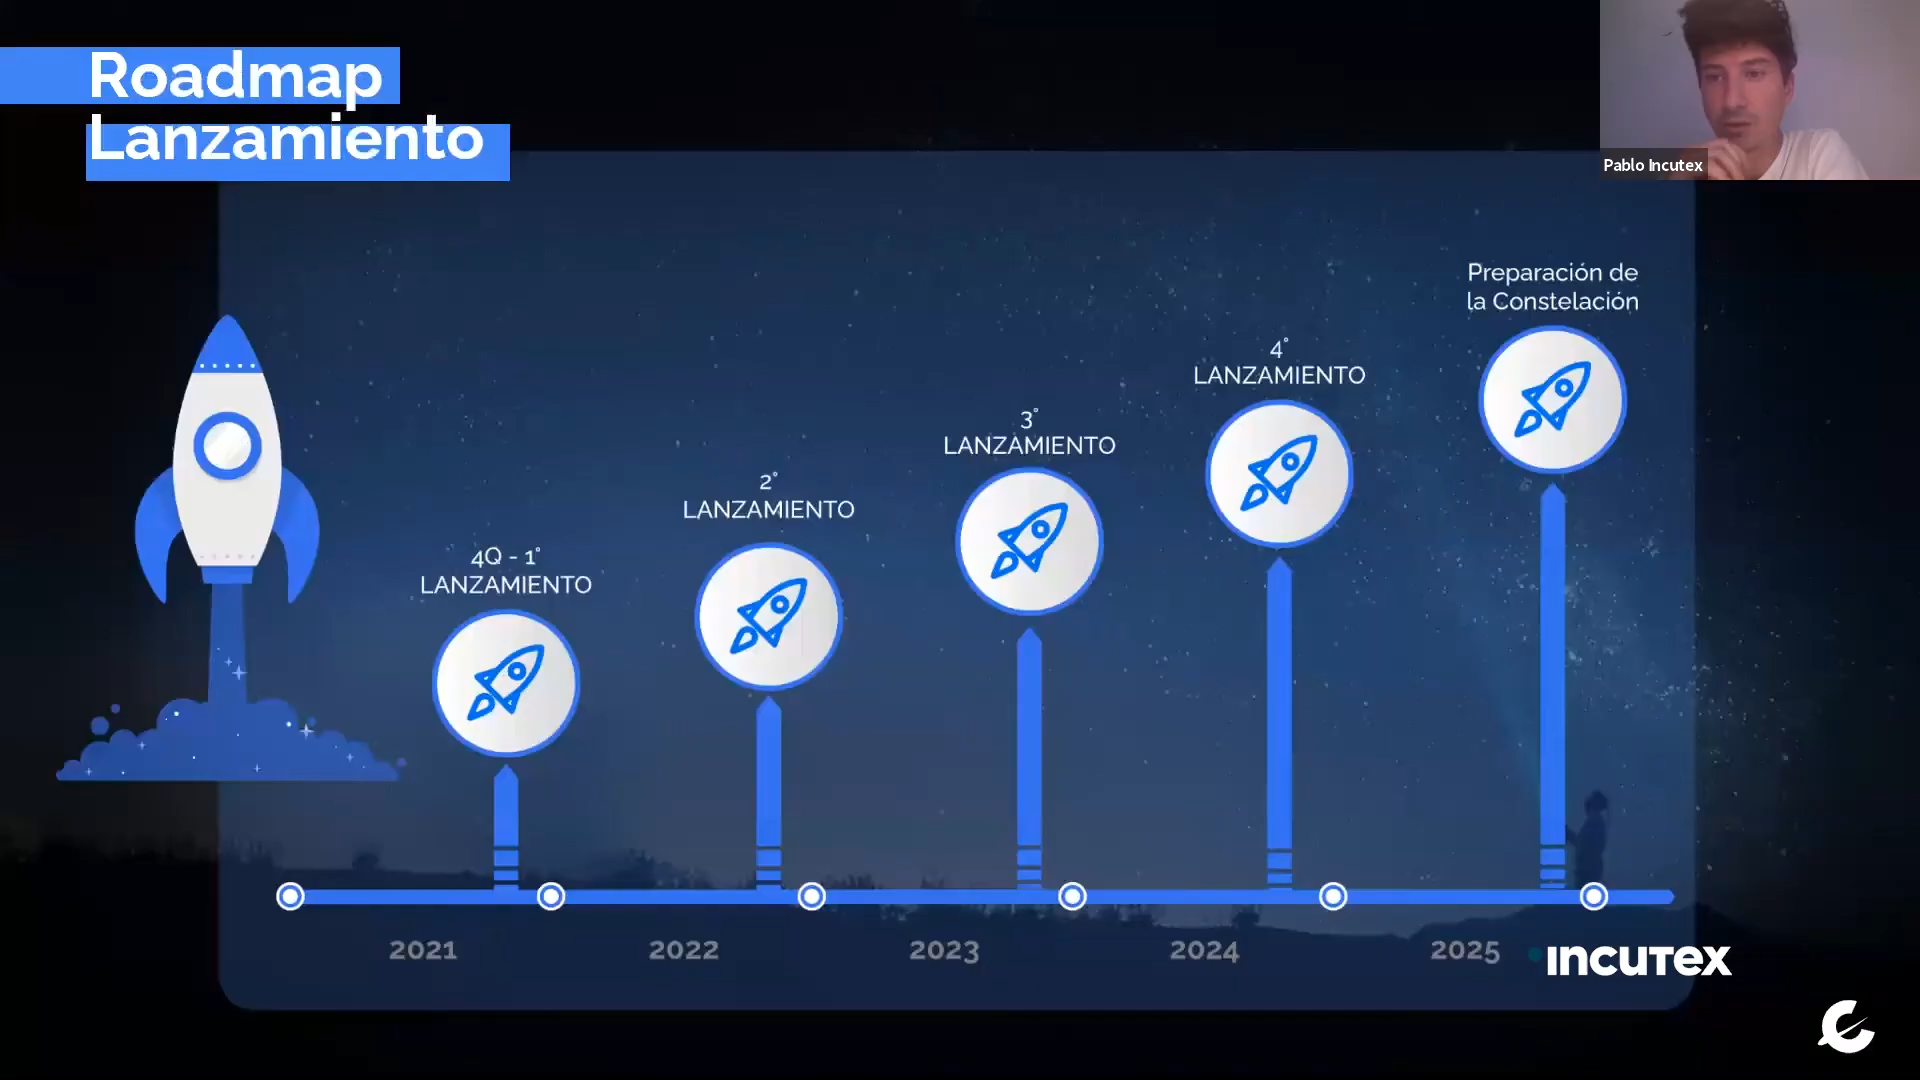 Roadmap
Lanzamiento
Pablo Incutex
4Q - 1°
LANZAMIENTO
2°
LANZAMIENTO
3°
LANZAMIENTO
4°
LANZAMIENTO
Preparación de
la Constelación
2021
2022
2023
2024
2025
INCUTEX